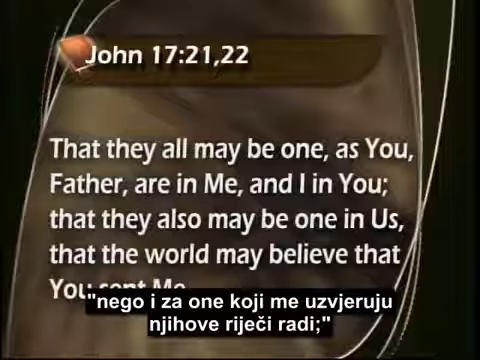 John 17:21,22
That they all may be one, as You,
Father, are in Me, and I in You;
that they also may be one in Us,
that the world may believe that
You sent Me
"nego i za one koji me uzvjeruju
njihove riječi radi;"